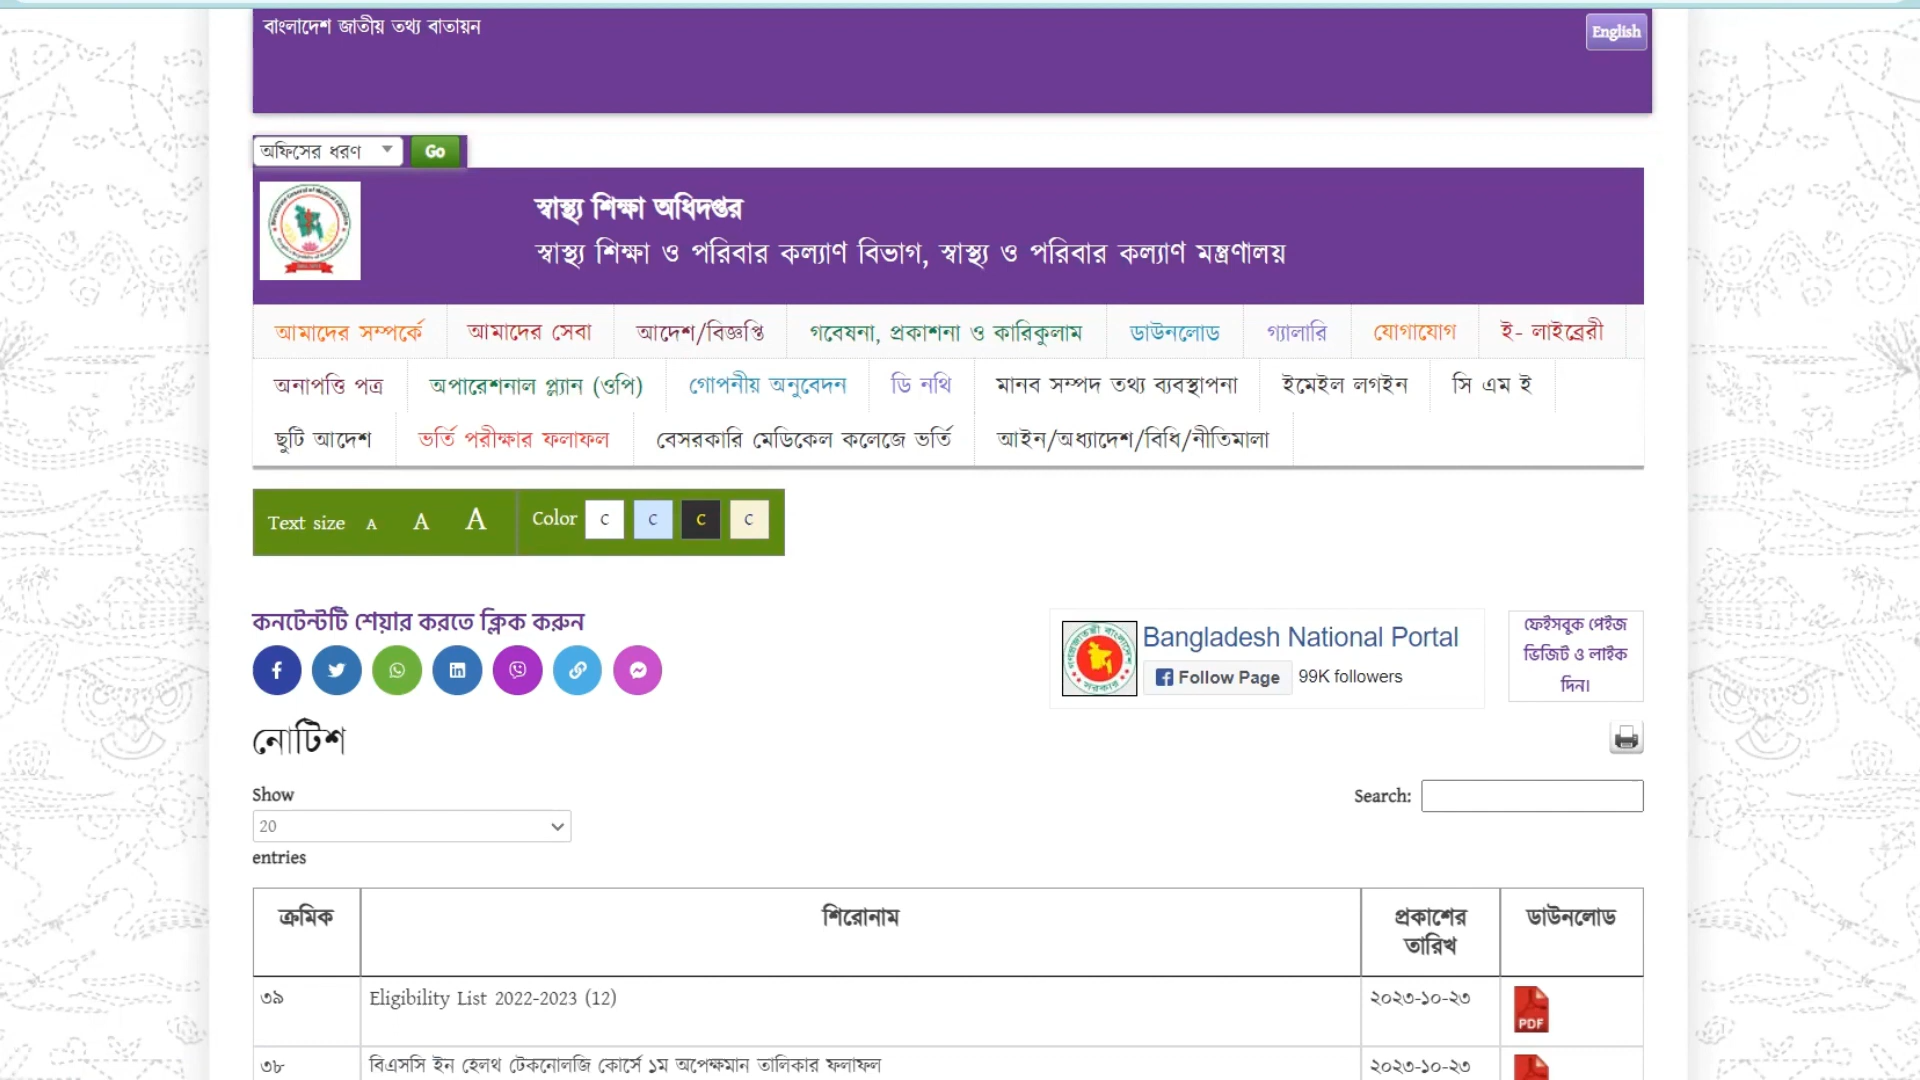 বাংলাদেশ জাতীয় তথ্য বাতায়ন
English
অফিসের ধরণ
Go
স্বাস্থ্য শিক্ষা অধিদপ্তর
স্বাস্থ্য শিক্ষা ও পরিবার কল্যাণ বিভাগ, স্বাস্থ্য ও পরিবার কল্যাণ মন্ত্রণালয়
আমাদের সম্পর্কে আমাদের সেবা আদেশ/বিজ্ঞপ্তি গবেষনা, প্রকাশনা ও কারিকুলাম ডাউনলোড গ্যালারি যোগাযোগ ই- লাইব্রেরী
অনাপত্তি পত্র অপারেশনাল প্ল্যান (ওপি) গোপনীয় অনুবেদন ডি নথি মানব সম্পদ তথ্য ব্যবস্থাপনা ইমেইল লগইন সি এম ই
ছুটি আদেশ ভর্তি পরীক্ষার ফলাফল বেসরকারি মেডিকেল কলেজে ভর্তি আইন/অধ্যাদেশ/বিধি/নীতিমালা
Text size A A A Color C C C C
কনটেন্টটি শেয়ার করতে ক্লিক করুন
Bangladesh National Portal
Follow Page 99K followers
ফেইসবুক পেইজ
ভিজিট ও লাইক
দিন।
নোটিশ
Show
20
entries
Search:
ক্রমিক শিরোনাম প্রকাশের তারিখ ডাউনলোড
৩৯ Eligibility List 2022-2023 (12) ২০২৩-১০-২৩ PDF
৩৮ বিএসসি ইন হেলথ টেকনোলজি কোর্সে ১ম অপেক্ষমান তালিকার ফলাফল ২০২৩-১০-২৩